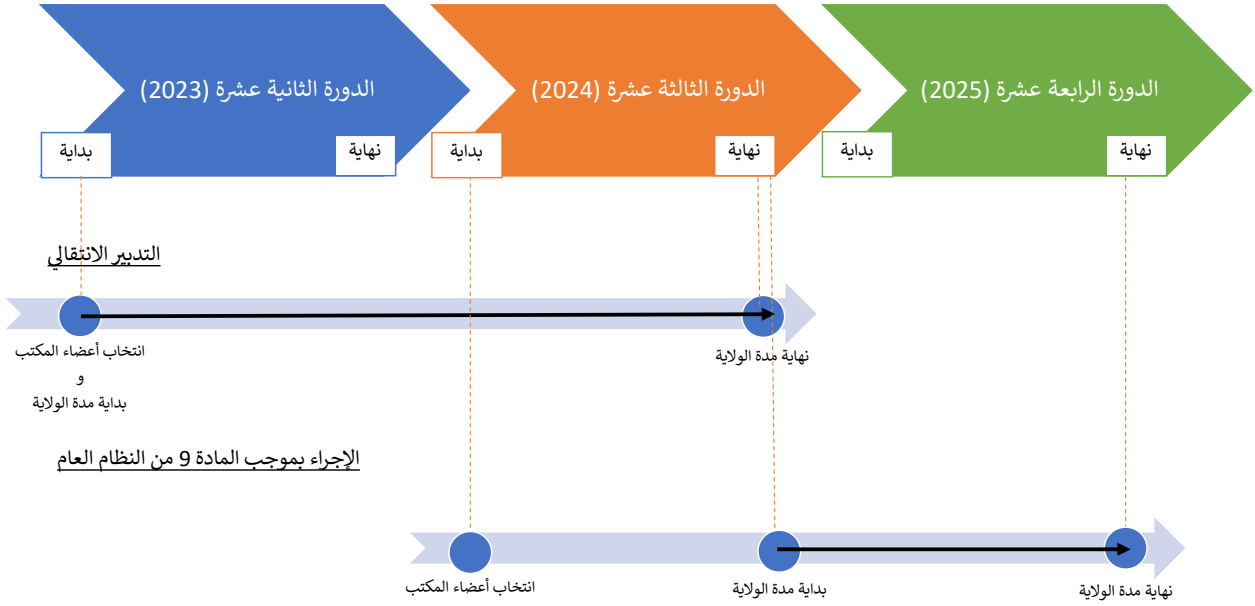 الدورة الثانية عشرة (2023)
الدورة الثالثة عشرة (2024)
الدورة الرابعة عشرة (2025)
بداية
نهاية
بداية
نهاية
بداية
نهاية
التدبير الانتقالي
انتخاب أعضاء المكتب
و
بداية مدة الولاية
نهاية مدة الولاية
الإجراء بموجب المادة 9 من النظام العام
انتخاب أعضاء المكتب
بداية مدة الولاية
نهاية مدة الولاية